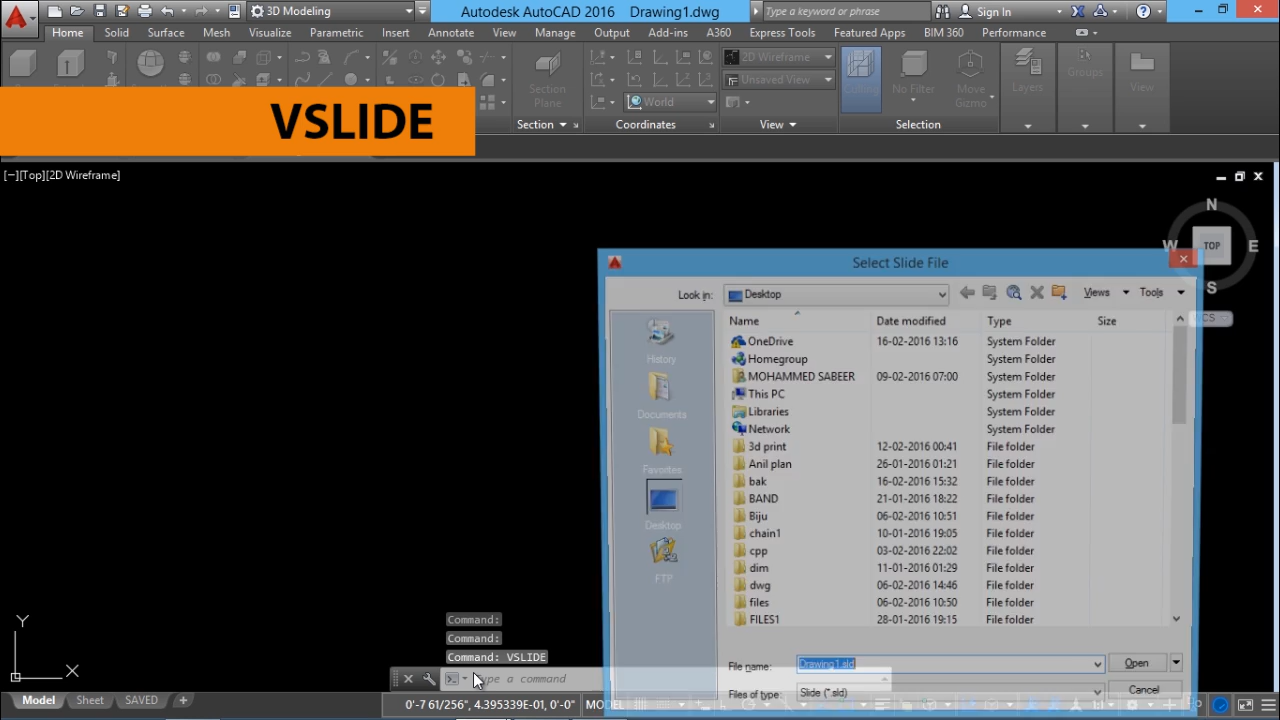 3D Modeling
Autodesk AutoCAD 2016 Drawing1.dwg
Type a keyword or phrase
Sign In
Home Solid Surface Mesh Visualize Parametric Insert Annotate View Manage Output Add-ins A360 Express Tools Featured Apps BIM 360 Performance
2D Wireframe
Unsaved View
World
Section Plane
Culling
No Filter
Move Gizmo
Layers
Groups
View
Section
Coordinates
View
Selection
VSLIDE
[−][Top][2D Wireframe]
N
W TOP E
S
Select Slide File
Look in: Desktop Views Tools
Name Date modified Type Size
OneDrive 16-02-2016 13:16 System Folder
Homegroup System Folder
MOHAMMED SABEER 09-02-2016 07:00 System Folder
This PC System Folder
Libraries System Folder
Network System Folder
3d print 12-02-2016 00:41 File folder
Anil plan 26-01-2016 01:21 File folder
bak 16-02-2016 15:32 File folder
BAND 21-01-2016 18:22 File folder
Biju 06-02-2016 10:51 File folder
chain1 10-01-2016 19:05 File folder
cpp 03-02-2016 22:02 File folder
dim 11-01-2016 01:29 File folder
dwg 06-02-2016 14:46 File folder
files 06-02-2016 10:50 File folder
FILES1 28-01-2016 19:15 File folder
History
Documents
Favorites
Desktop
FTP
File name: Drawing1.sld Open
Files of type: Slide (*.sld) Cancel
Y
X
Command:
Command:
Command: VSLIDE
Type a command
Model Sheet SAVED +
0'-7 61/256", 4.395339E-01, 0'-0" MODEL